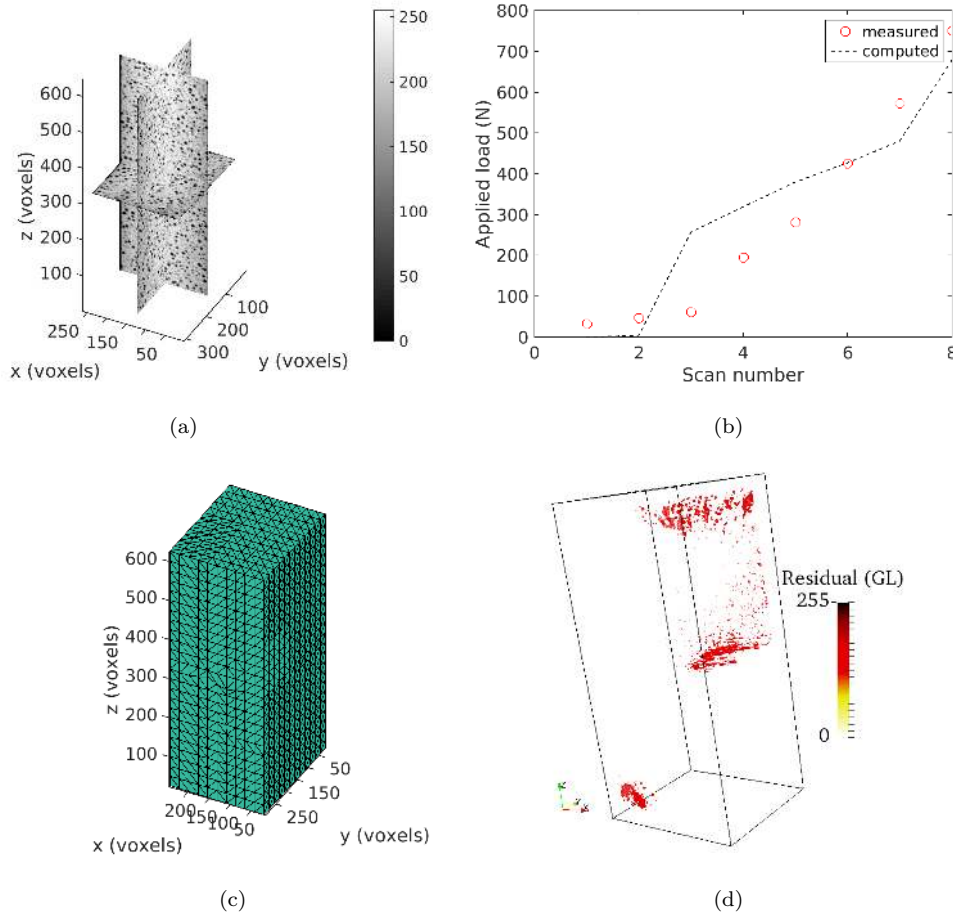 250
200
150
100
50
0
600
500
400
300
200
100
z (voxels)
250
150
50
x (voxels)
100
200
300
y (voxels)
(a)
800
700
600
500
400
300
200
100
0
Applied load (N)
0 2 4 6 8
Scan number
measured
computed
(b)
600
500
400
300
200
100
z (voxels)
200
150
100
50
x (voxels)
50
150
250
y (voxels)
(c)
Residual (GL)
255
0
(d)